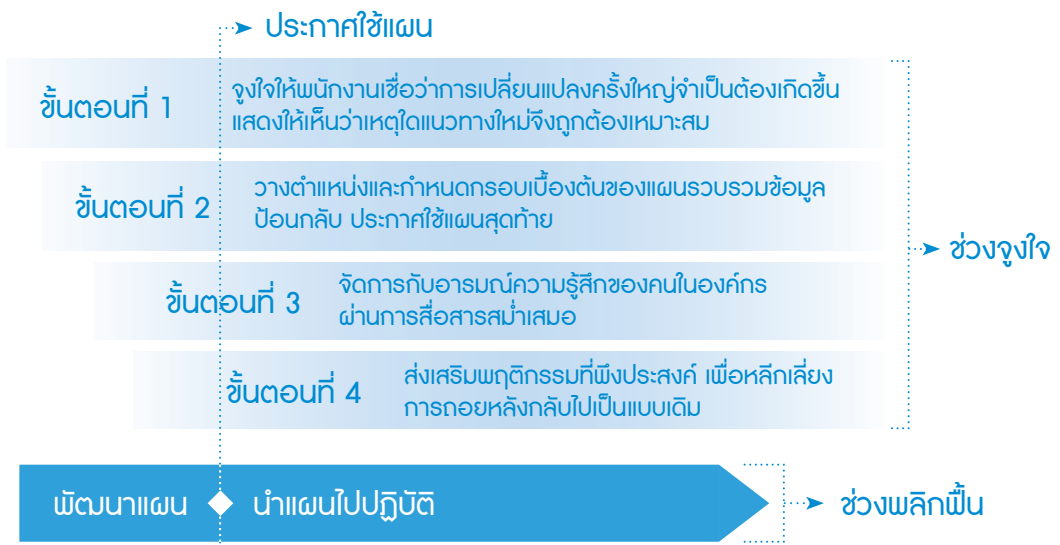 ประกาศใช้แผน
ขั้นตอนที่ 1
จูงใจให้พนักงานเชื่อว่าการเปลี่ยนแปลงครั้งใหญ่จำเป็นต้องเกิดขึ้น
แสดงให้เห็นว่าเหตุใดแนวทางใหม่จึงถูกต้องเหมาะสม
ขั้นตอนที่ 2
วางตำแหน่งและกำหนดกรอบเบื้องต้นของแผนรวบรวมข้อมูล
ป้อนกลับ ประกาศใช้แผนสุดท้าย
ขั้นตอนที่ 3
จัดการกับอารมณ์ความรู้สึกของคนในองค์กร
ผ่านการสื่อสารสม่ำเสมอ
ขั้นตอนที่ 4
ส่งเสริมพฤติกรรมที่พึงประสงค์ เพื่อหลีกเลี่ยง
การถอยหลังกลับไปเป็นแบบเดิม
ช่วงจูงใจ
พัฒนาแผน
นำแผนไปปฏิบัติ
ช่วงพลิกฟื้น